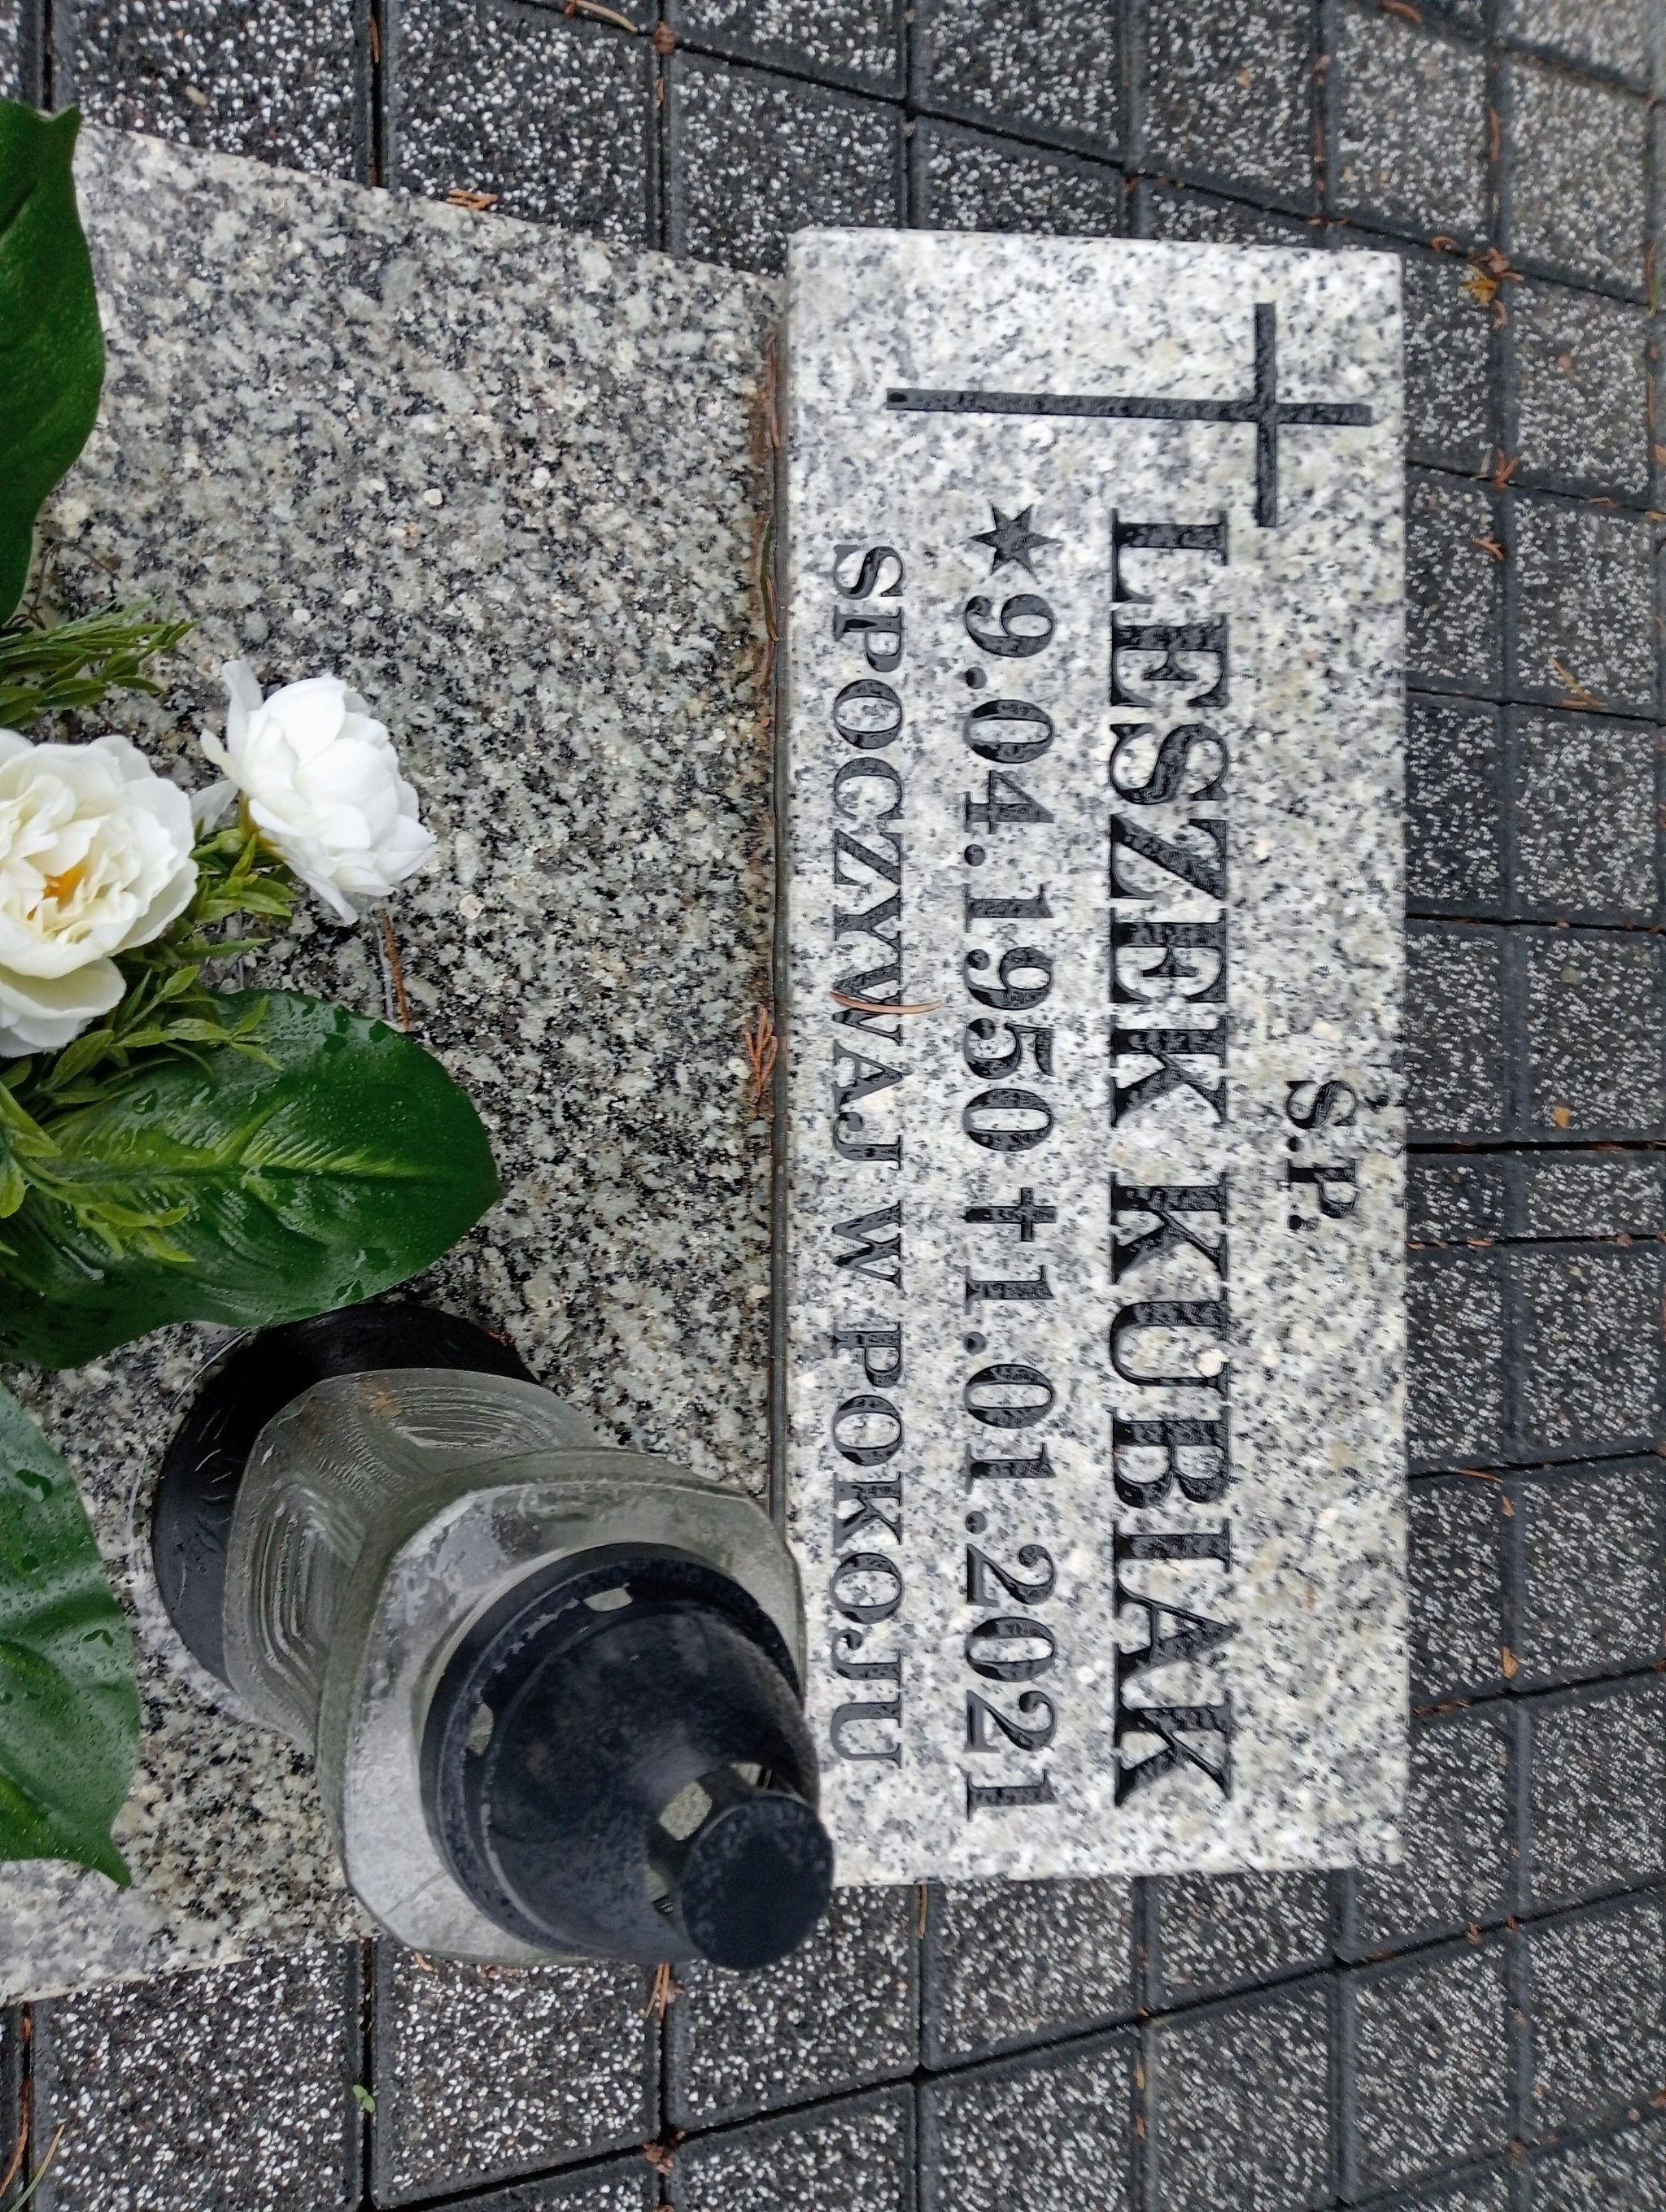 Ś.P.
LESZEK KUBIAK
★9.04.1950 ✝1.01.2021
SPOCZYWAJ W POKOJU